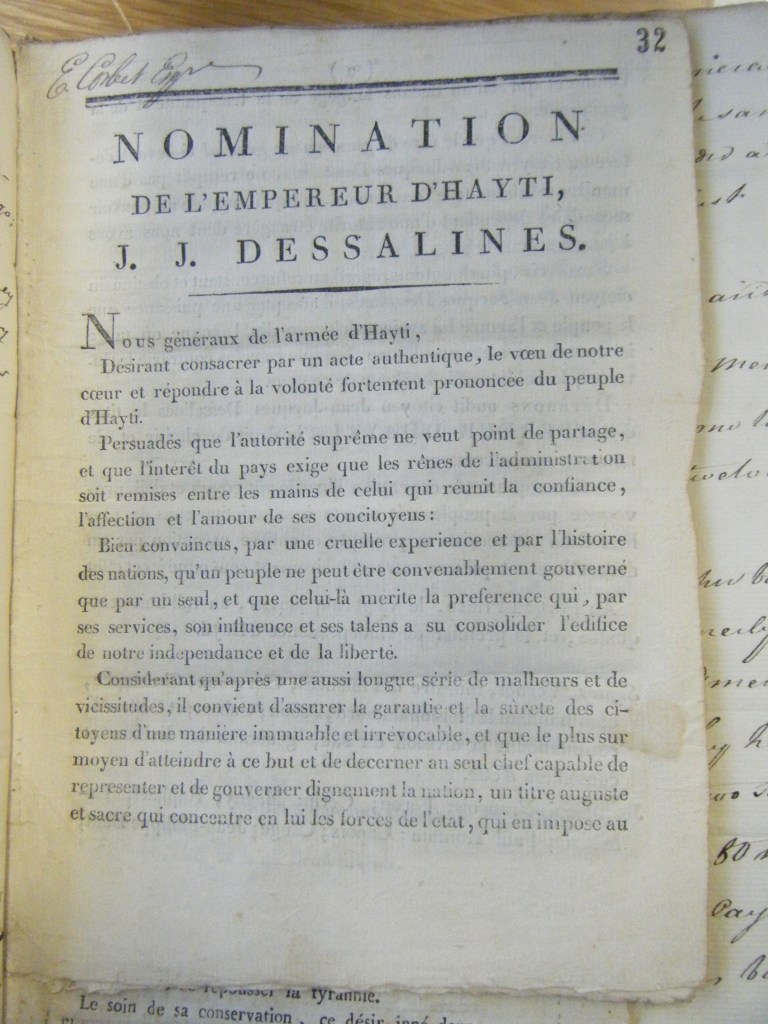 32
E. Corbet Esqre
NOMINATION
DE L'EMPEREUR D'HAYTI,
J. J. DESSALINES.
Nous généraux de l'armée d'Hayti,
Désirant consacrer par un acte authentique, le vœu de notre
cœur et répondre à la volonté fortement prononcée du peuple
d'Hayti.
Persuadés que l'autorité suprême ne veut point de partage,
et que l'intérêt du pays exige que les rênes de l'administration
soit remises entre les mains de celui qui réunit la confiance,
l'affection et l'amour de ses concitoyens :
Bien convaincus, par une cruelle experience et par l'histoire
des nations, qu'un peuple ne peut être convenablement gouverné
que par un seul, et que celui-là merite la preference qui, par
ses services, son influence et ses talens a su consolider l'edifice
de notre independance et de la liberté.
Considerant qu'après une aussi longue série de malheurs et de
vicissitudes, il convient d'assurer la garantie et la sûreté des ci-
toyens d'une manière immuable et irrévocable, et que le plus sur
moyen d'atteindre à ce but et de decerner au seul chef capable de
representer et de gouverner dignement la nation, un titre auguste
et sacré qui concentre en lui les forces de l'etat, qui en impose au
repousser la tyrannie.
Le soin de sa conservation, ce désir inné